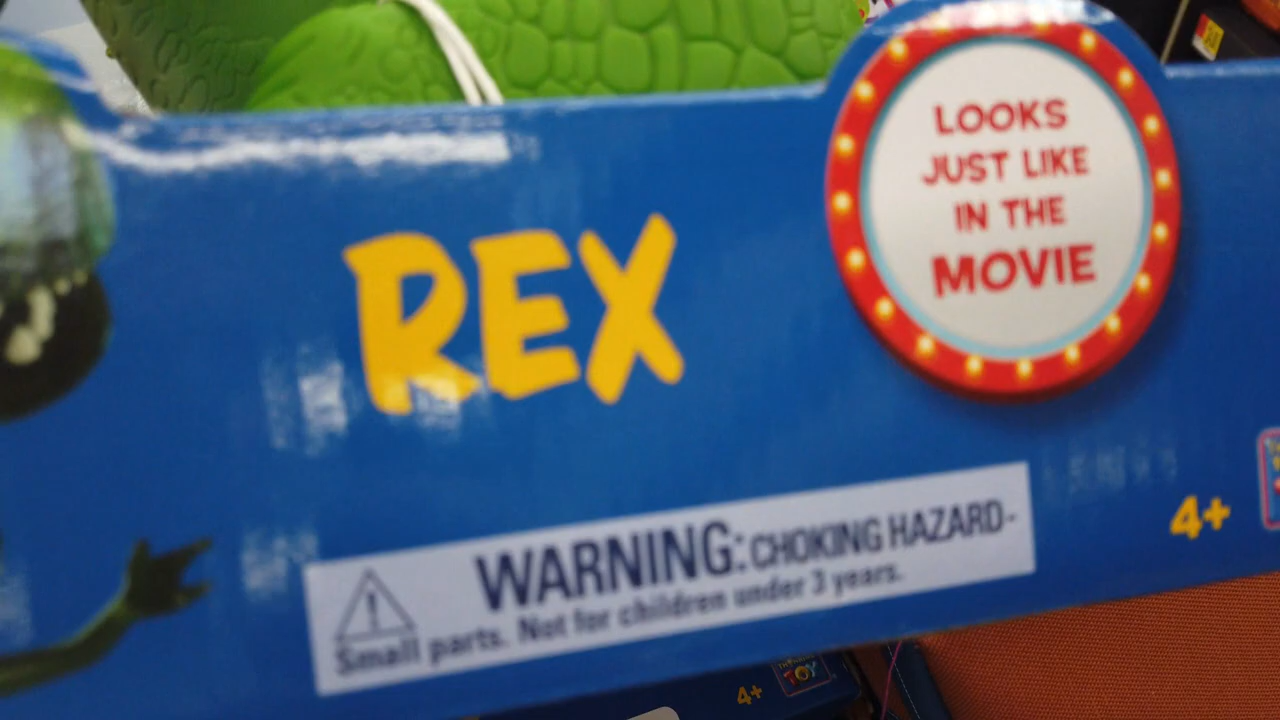 LOOKS
JUST LIKE
IN THE
MOVIE
REX
WARNING: CHOKING HAZARD-
Small parts. Not for children under 3 years.
4+
4+
TOY